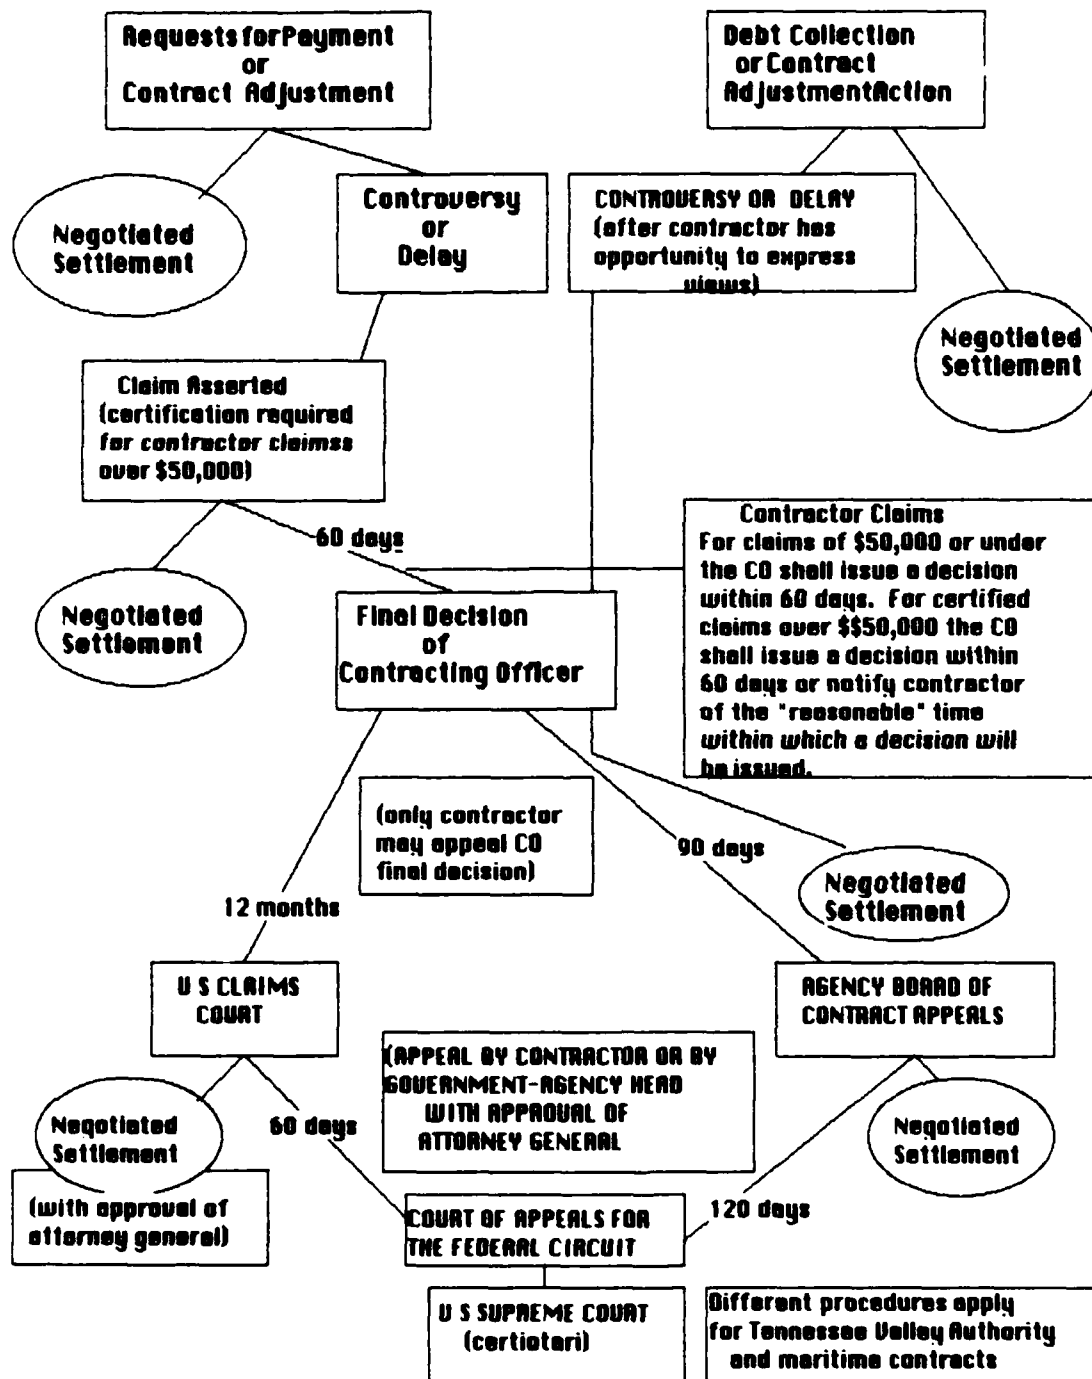 Requests for Payment
or
Contract Adjustment
Debt Collection
or Contract
Adjustment Action
Negotiated
Settlement
Controversy
or
Delay
CONTROVERSY OR DELAY
(after contractor has
opportunity to express
views)
Negotiated
Settlement
Claim Asserted
(certification required
for contractor claimss
over $50,000)
60 days
Negotiated
Settlement
Final Decision
of
Contracting Officer
Contractor Claims
For claims of $50,000 or under
the CO shall issue a decision
within 60 days. For certified
claims over $$50,000 the CO
shall issue a decision within
60 days or notify contractor
of the "reasonable" time
within which a decision will
be issued.
(only contractor
may appeal CO
final decision)
90 days
Negotiated
Settlement
12 months
U S CLAIMS
COURT
AGENCY BOARD OF
CONTRACT APPEALS
(APPEAL BY CONTRACTOR OR BY
GOVERNMENT-AGENCY HEAD
WITH APPROVAL OF
ATTORNEY GENERAL
Negotiated
Settlement
60 days
Negotiated
Settlement
(with approval of
attorney general)
COURT OF APPEALS FOR
THE FEDERAL CIRCUIT
120 days
U S SUPREME COURT
(certiotari)
Different procedures apply
for Tennessee Valley Authority
and maritime contracts